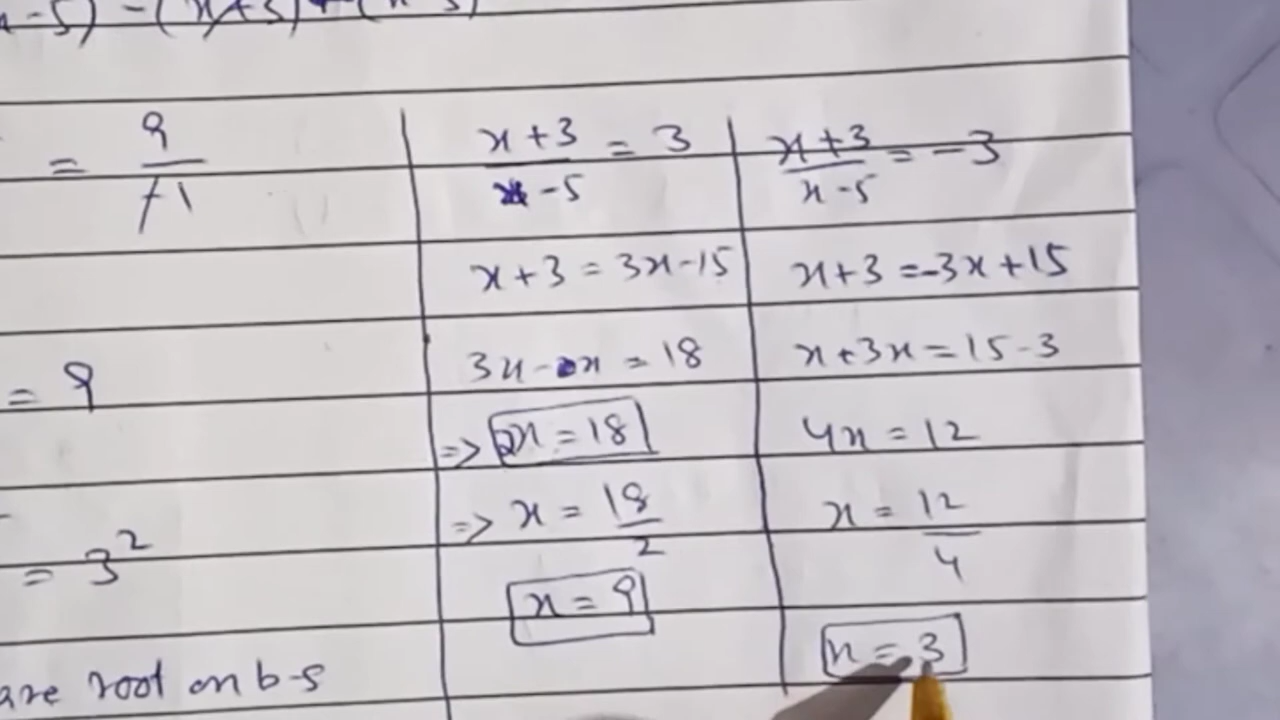 = 9/1
= 9
= 3²
are root on b-s
x+3/x-5 = 3
x+3 = 3x-15
3x-x = 18
=> 2x = 18
=> x = 18/2
x = 9
x+3/x-5 = -3
x+3 = -3x+15
x+3x = 15-3
4x = 12
x = 12/4
x = 3